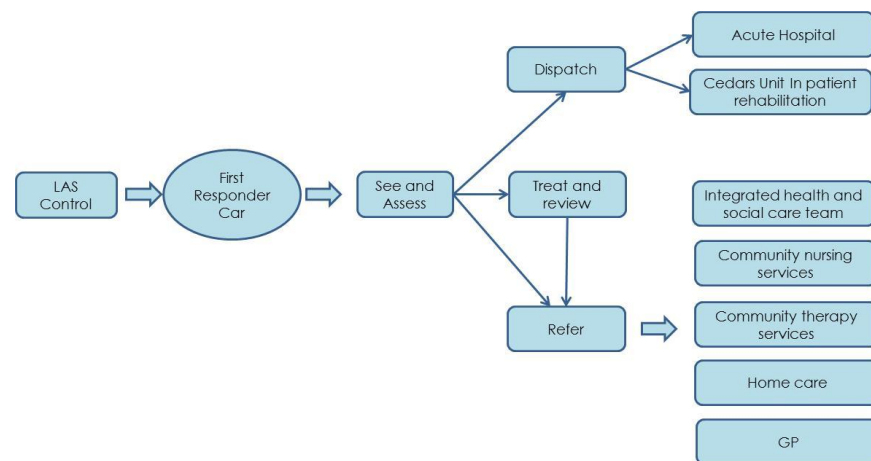 LAS
Control
First
Responder
Car
See and
Assess
Dispatch
Treat and
review
Refer
Acute Hospital
Cedars Unit In patient
rehabilitation
Integrated health and
social care team
Community nursing
services
Community therapy
services
Home care
GP